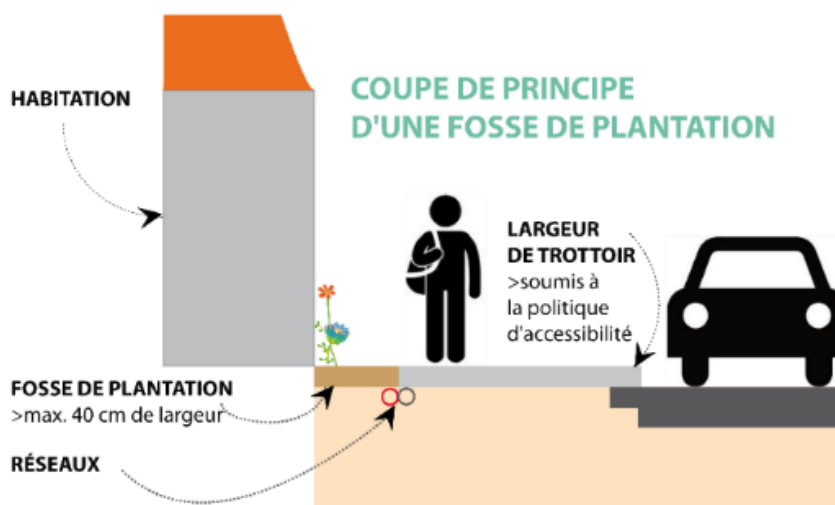 COUPE DE PRINCIPE
D'UNE FOSSE DE PLANTATION
HABITATION
LARGEUR
DE TROTTOIR
>soumis à
la politique
d'accessibilité
FOSSE DE PLANTATION
>max. 40 cm de largeur
RÉSEAUX